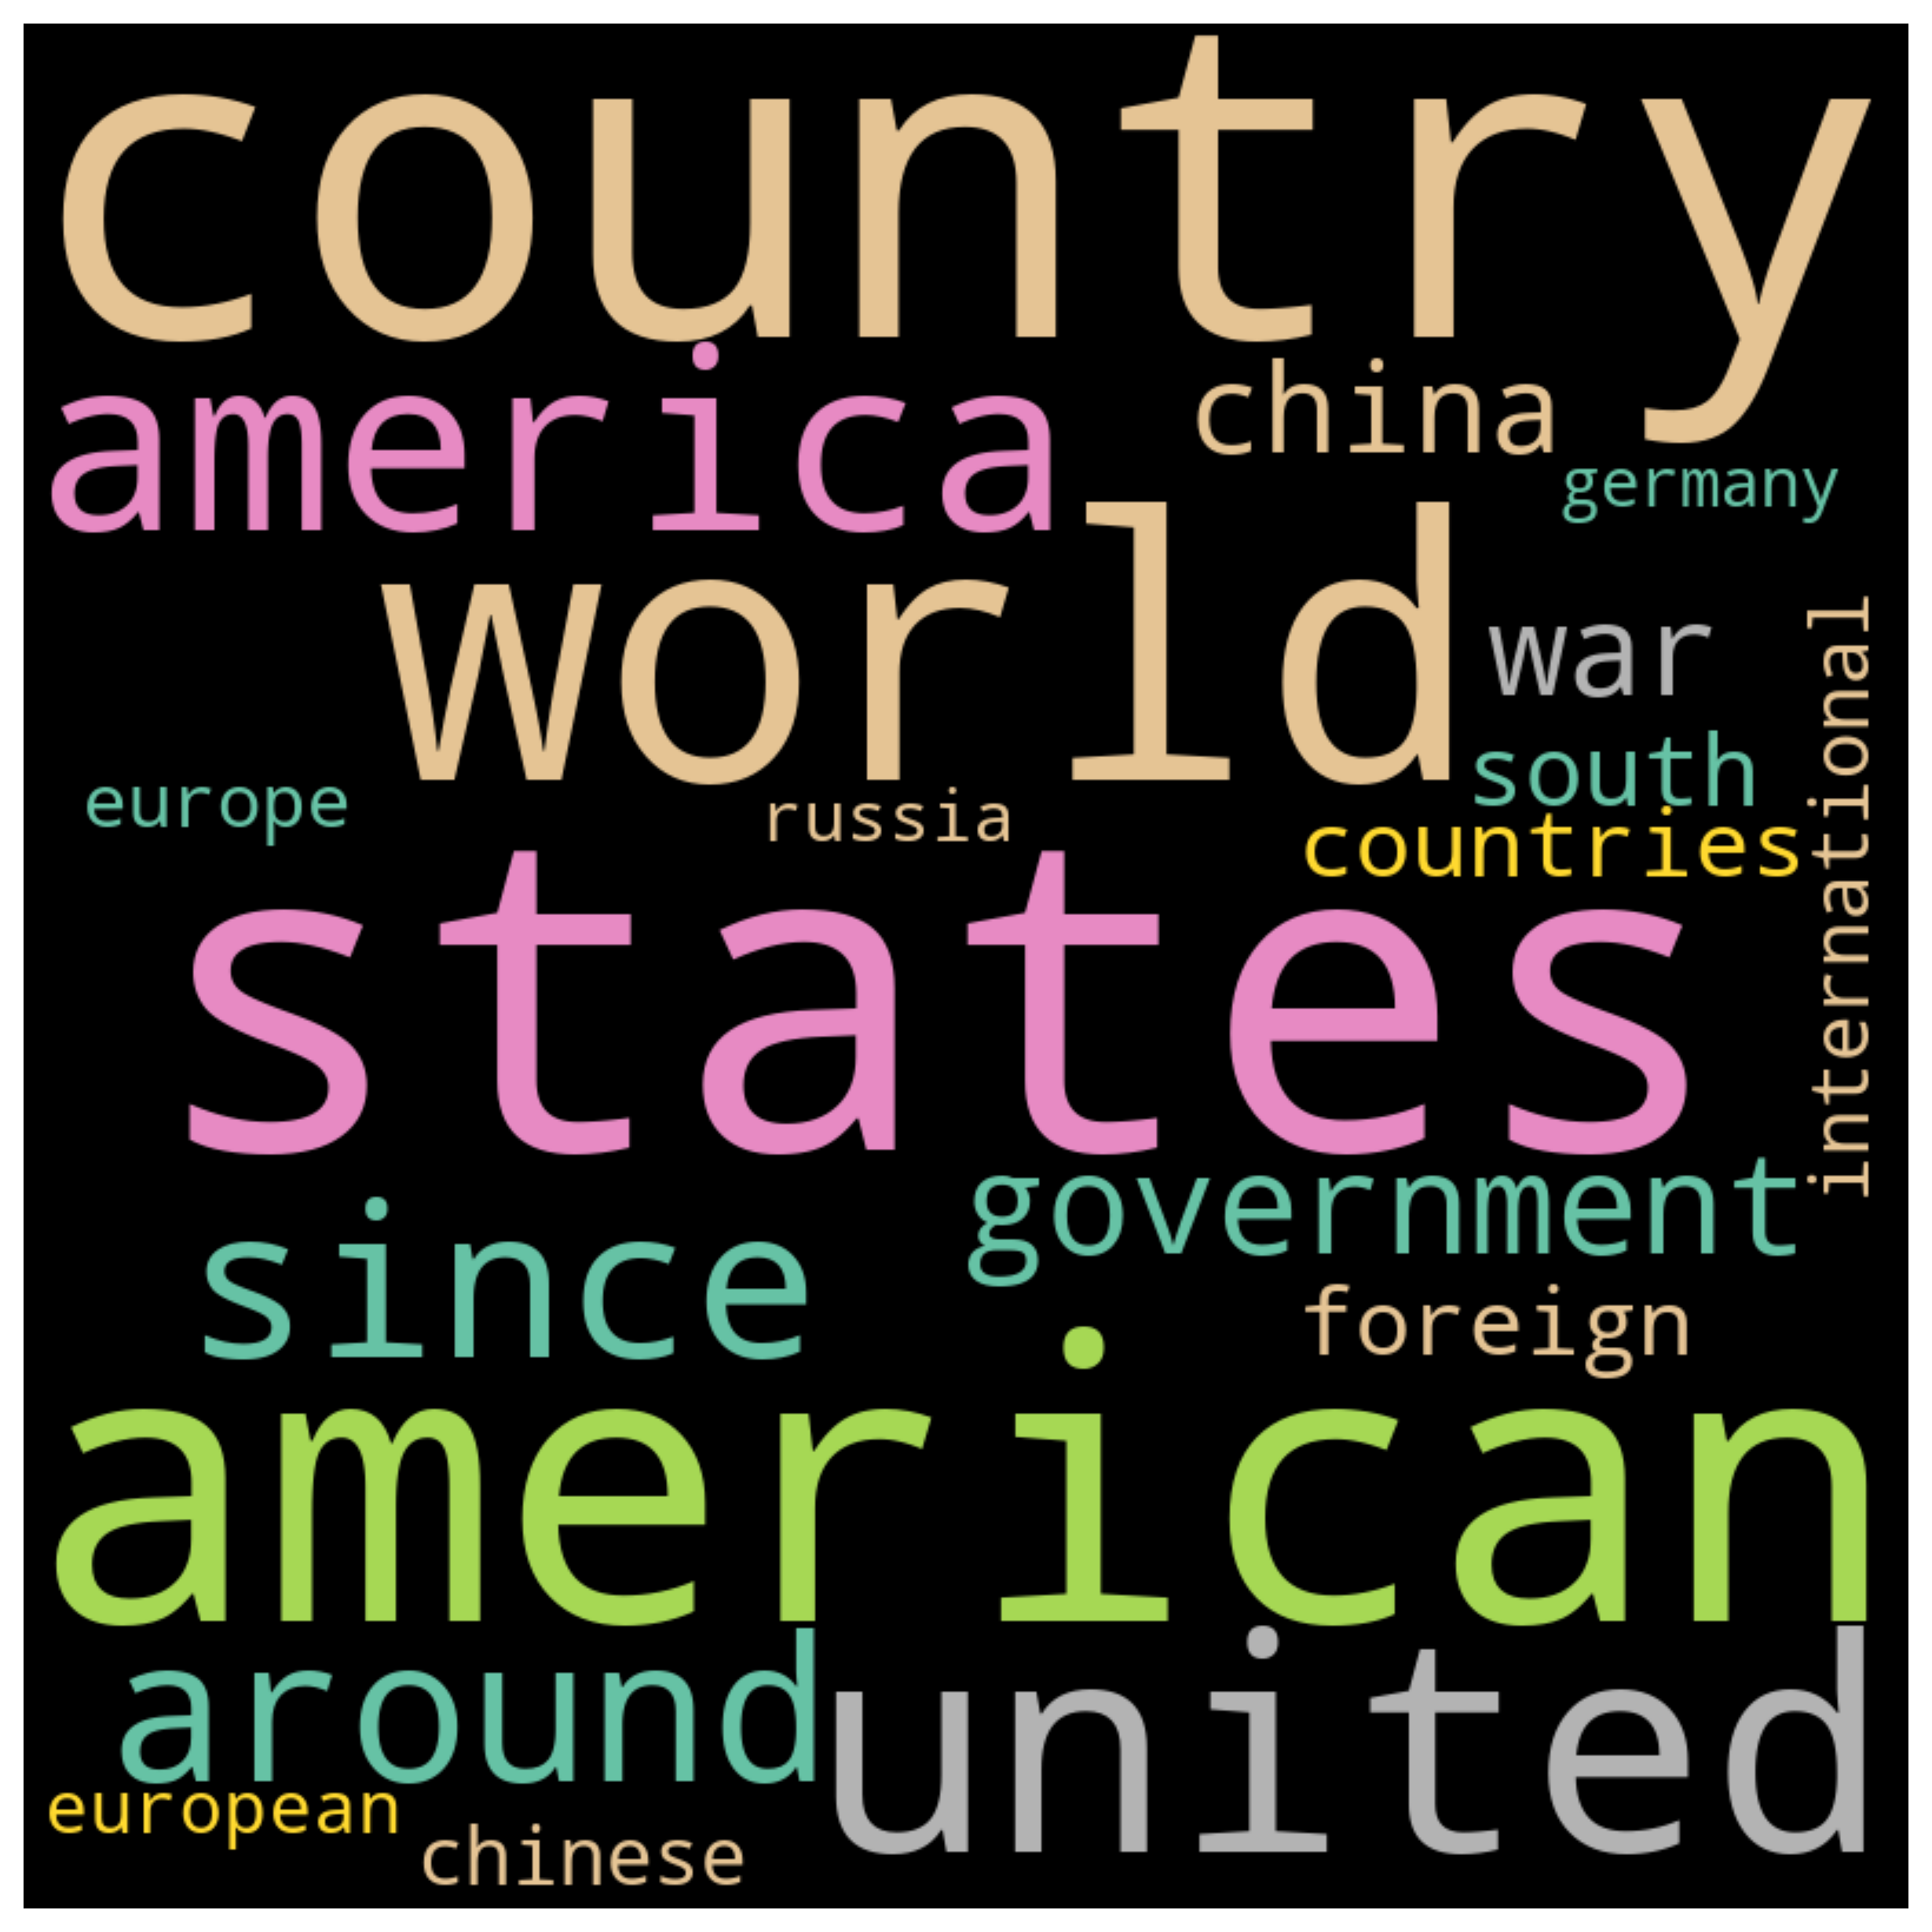 country
america
china
germany
world
war
international
south
europe
russia
countries
states
government
since
foreign
american
around
united
european
chinese